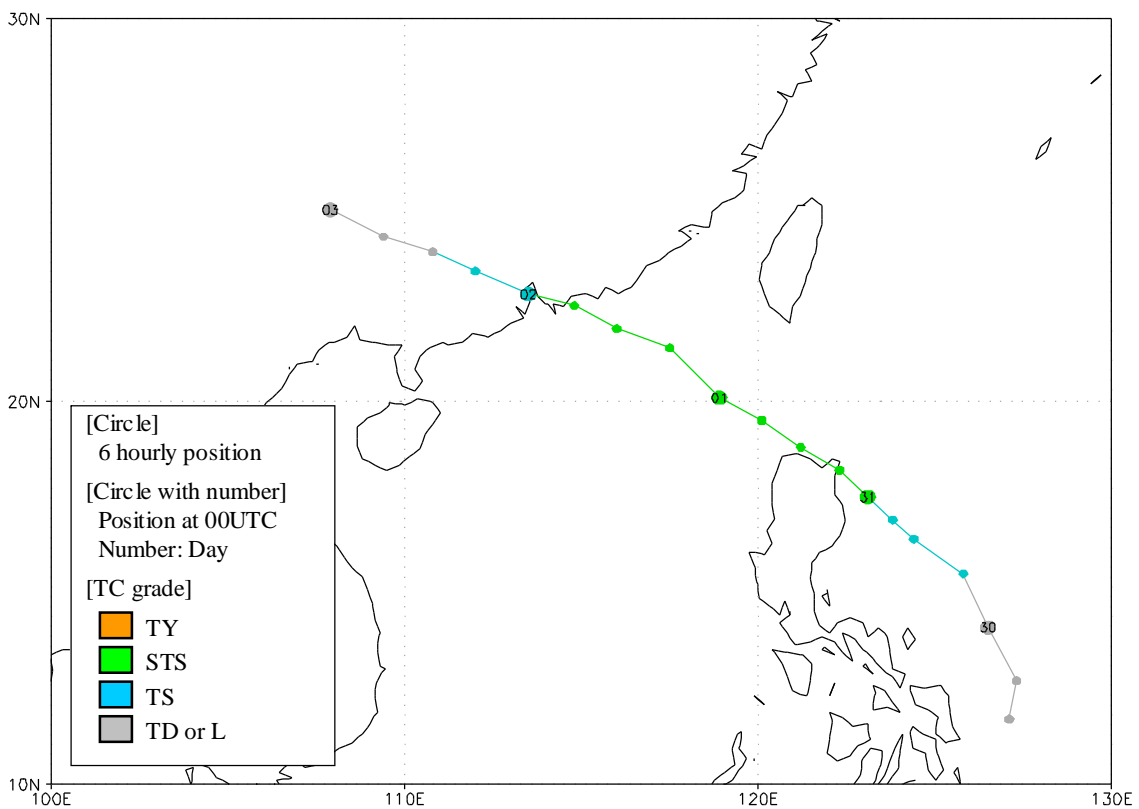 30N
03
02
20N
01
[Circle]
6 hourly position
[Circle with number]
Position at 00UTC
Number: Day
31
[TC grade]
TY
30
STS
TS
TD or L
10N
100E 110E 120E 130E